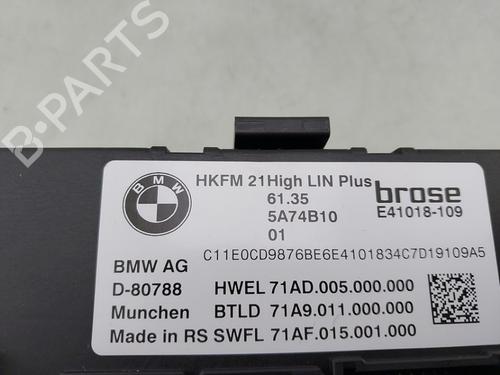 B-PARTS
BMW
HKFM 21High LIN Plus
61.35
5A74B10
01
brose
E41018-109
C11E0CD9876BE6E4101834C7D19109A5
BMW AG
D-80788
Munchen
Made in RS
HWEL 71AD.005.000.000
BTLD 71A9.011.000.000
SWFL 71AF.015.001.000